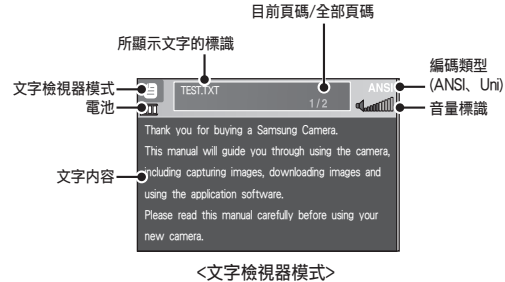 目前頁碼/全部頁碼
所顯示文字的標識
編碼類型
(ANSI、Uni)
文字檢視器模式
TEST.TXT
ANSI
電池
1/2
音量標識
Thank you for buying a Samsung Camera.
This manual will guide you through using the camera,
including capturing images, downloading images and
文字內容
using the application software.
Please read this manual carefully before using your
new camera.
<文字檢視器模式>